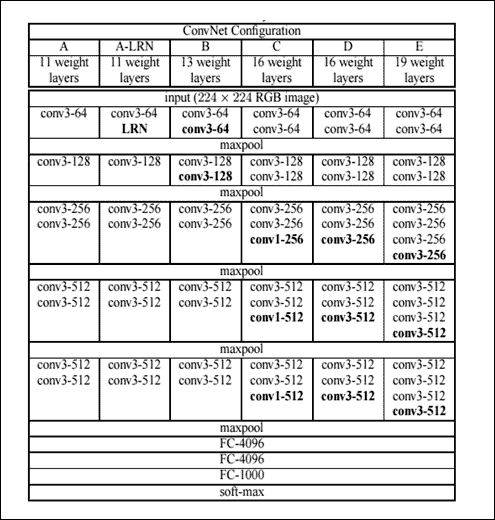 ConvNet Configuration
A A-LRN B C D E
11 weight 11 weight 13 weight 16 weight 16 weight 19 weight
layers layers layers layers layers layers
input (224 × 224 RGB image)
conv3-64 conv3-64 conv3-64 conv3-64 conv3-64 conv3-64
LRN conv3-64 conv3-64 conv3-64 conv3-64
maxpool
conv3-128 conv3-128 conv3-128 conv3-128 conv3-128 conv3-128
conv3-128 conv3-128 conv3-128 conv3-128
maxpool
conv3-256 conv3-256 conv3-256 conv3-256 conv3-256 conv3-256
conv3-256 conv3-256 conv3-256 conv3-256 conv3-256 conv3-256
conv1-256 conv3-256 conv3-256
conv3-256
maxpool
conv3-512 conv3-512 conv3-512 conv3-512 conv3-512 conv3-512
conv3-512 conv3-512 conv3-512 conv3-512 conv3-512 conv3-512
conv1-512 conv3-512 conv3-512
conv3-512
maxpool
conv3-512 conv3-512 conv3-512 conv3-512 conv3-512 conv3-512
conv3-512 conv3-512 conv3-512 conv3-512 conv3-512 conv3-512
conv1-512 conv3-512 conv3-512
conv3-512
maxpool
FC-4096
FC-4096
FC-1000
soft-max